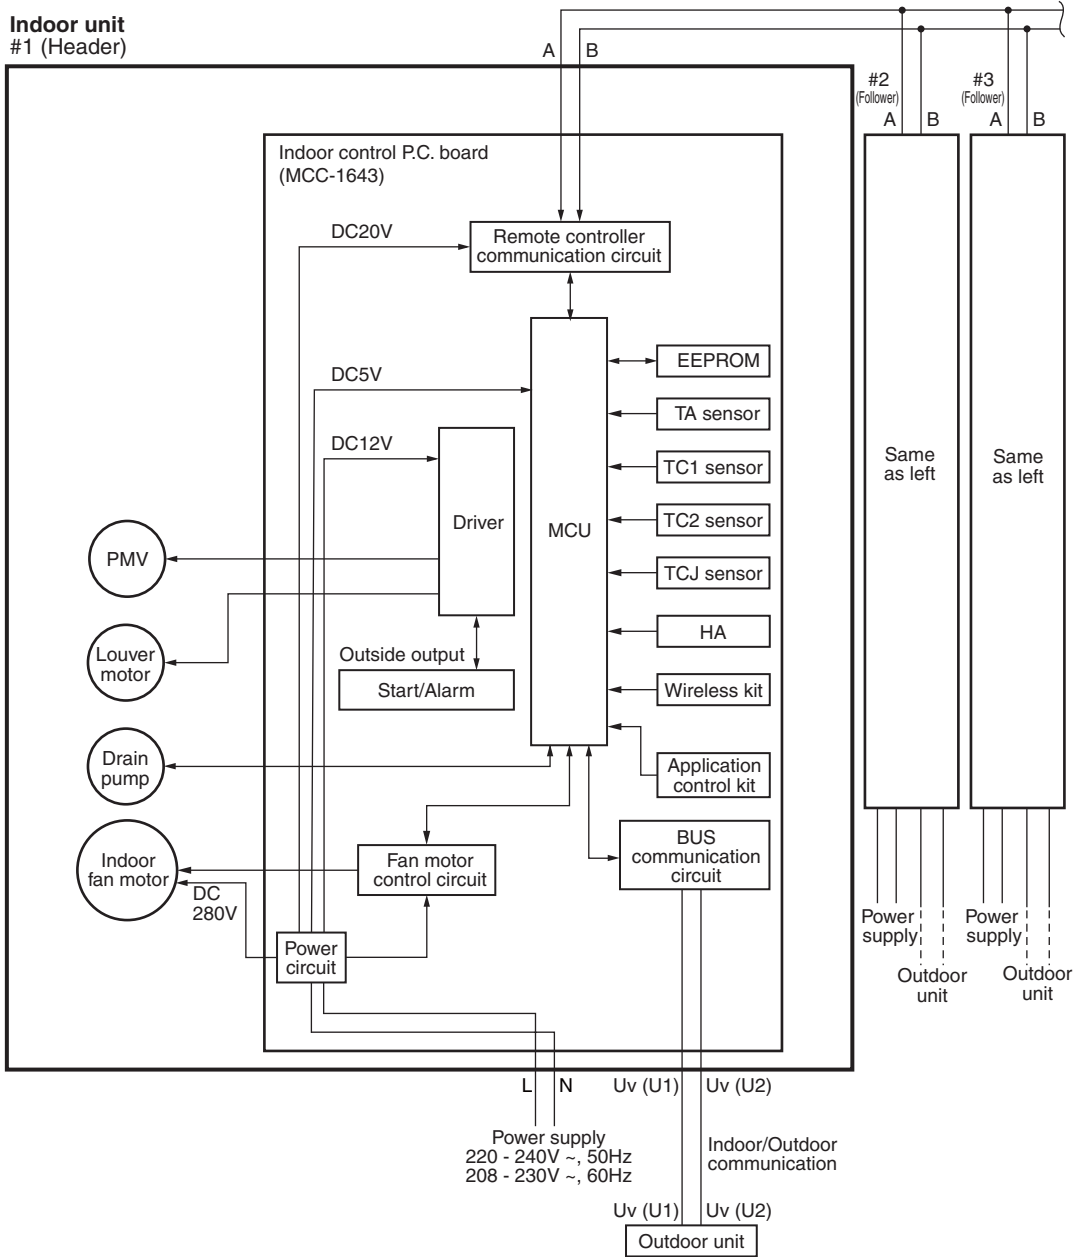 Indoor unit
#1 (Header)
A
B
#2
(Follower)
A
B
#3
(Follower)
A
B
Indoor control P.C. board
(MCC-1643)
DC20V
Remote controller
communication circuit
DC5V
EEPROM
TA sensor
DC12V
TC1 sensor
Driver
MCU
TC2 sensor
TCJ sensor
HA
Wireless kit
Application
control kit
Same
as left
Same
as left
PMV
Louver
motor
Outside output
Start/Alarm
Drain
pump
Indoor
fan motor
DC
280V
Fan motor
control circuit
BUS
communication
circuit
Power
circuit
Power
supply
Outdoor
unit
Power
supply
Outdoor
unit
L
N
Uv (U1)
Uv (U2)
Power supply
220 - 240V ~, 50Hz
208 - 230V ~, 60Hz
Indoor/Outdoor
communication
Uv (U1)
Uv (U2)
Outdoor unit